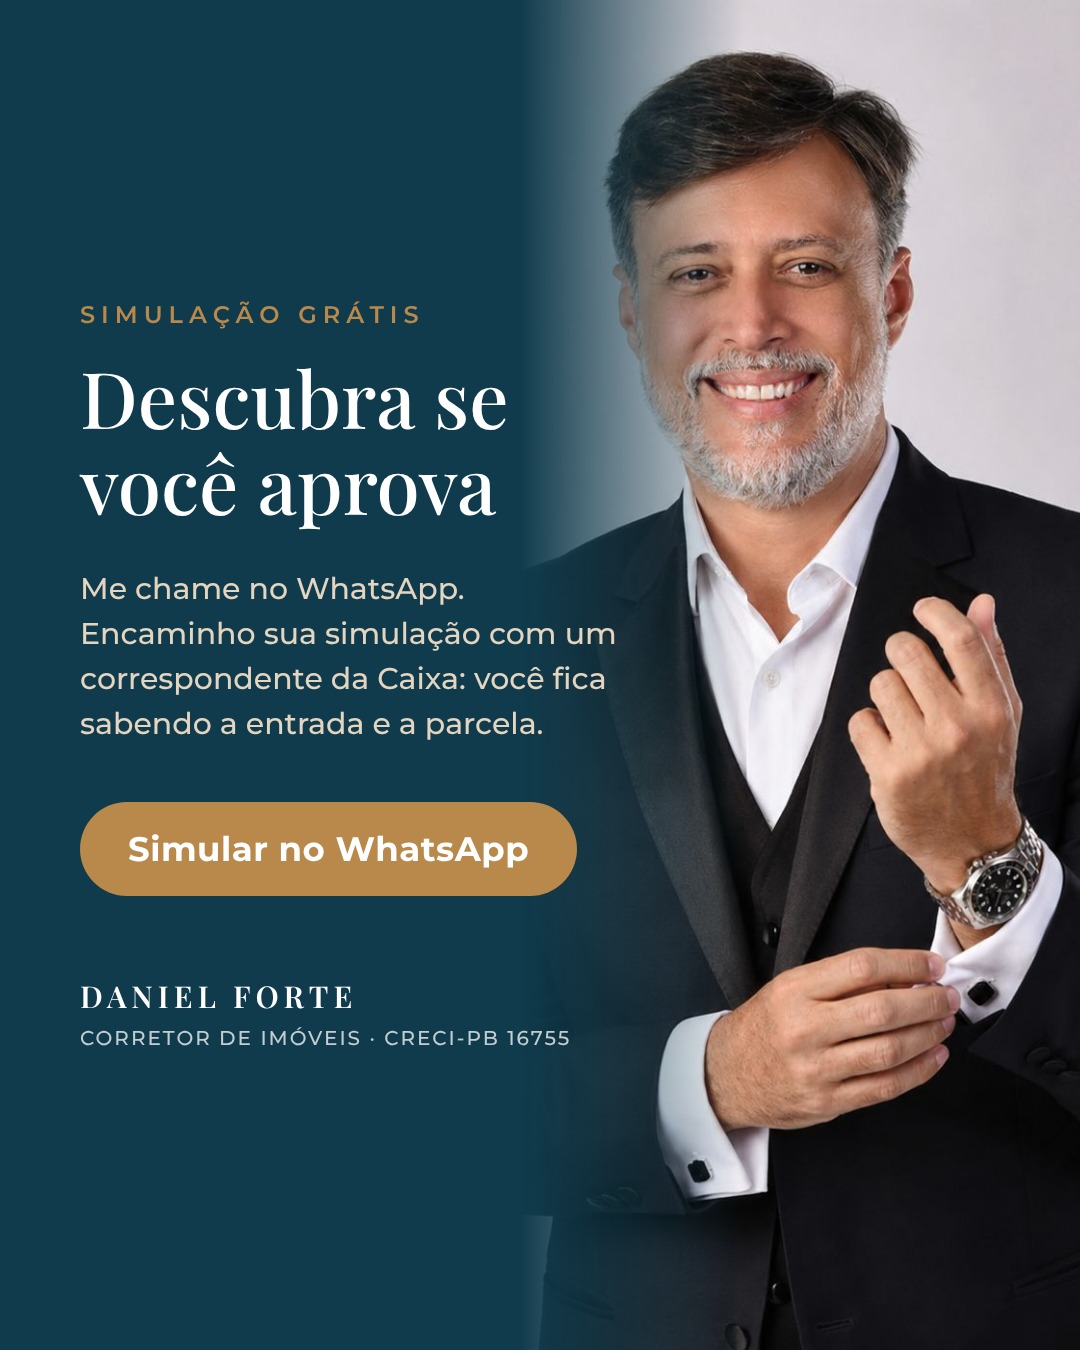 SIMULAÇÃO GRÁTIS
Descubra se
você aprova
Me chame no WhatsApp.
Encaminho sua simulação com um
correspondente da Caixa: você fica
sabendo a entrada e a parcela.
Simular no WhatsApp
DANIEL FORTE
CORRETOR DE IMÓVEIS · CRECI-PB 16755